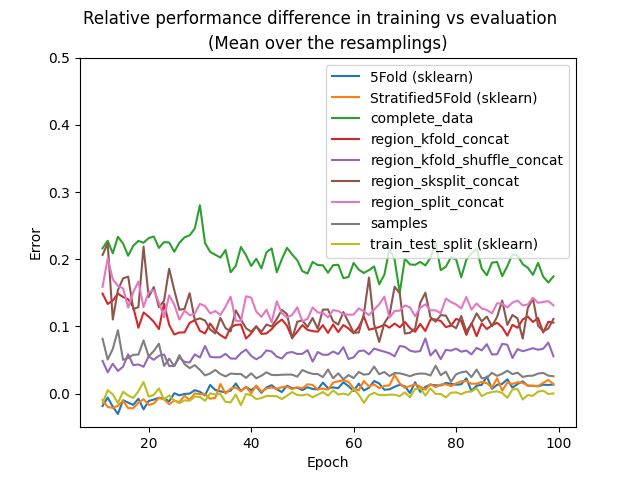 Relative performance difference in training vs evaluation
(Mean over the resamplings)
0.5
0.4
0.3
0.2
0.1
0.0
Error
5Fold (sklearn)
Stratified5Fold (sklearn)
complete_data
region_kfold_concat
region_kfold_shuffle_concat
region_sksplit_concat
region_split_concat
samples
train_test_split (sklearn)
20 40 60 80 100
Epoch